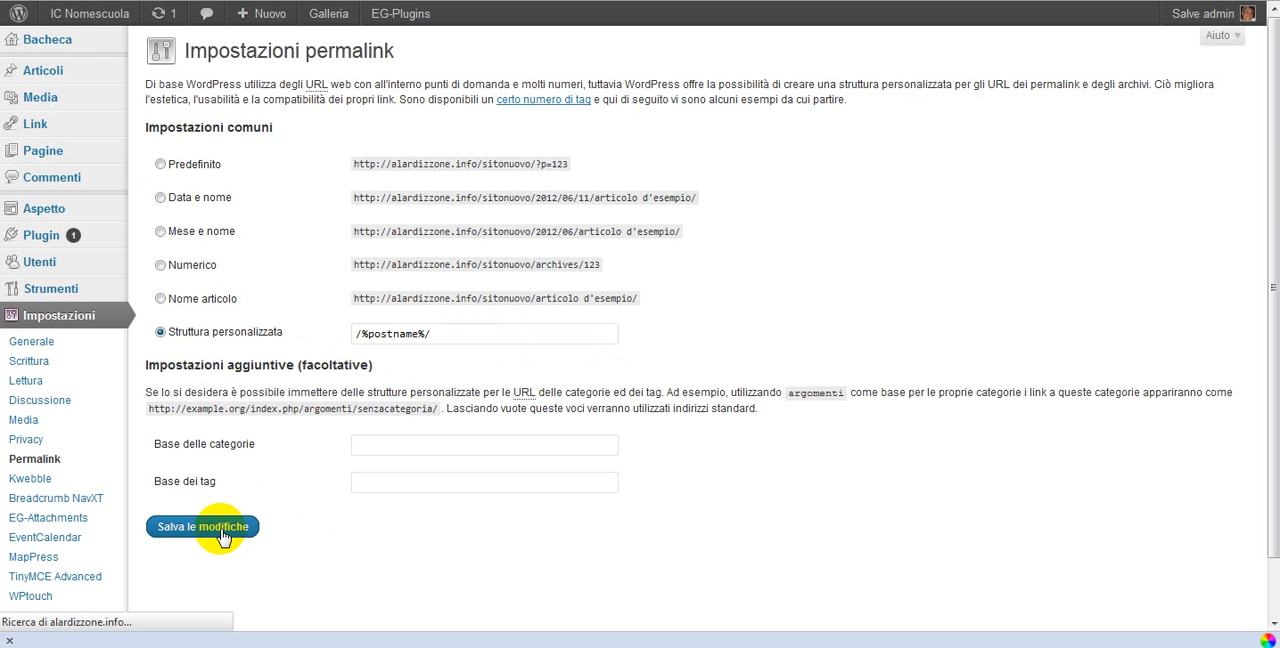 IC Nomescuola 1 Nuovo Galleria EG-Plugins Salve admin
Aiuto
Bacheca
Articoli
Media
Link
Pagine
Commenti
Aspetto
Plugin 1
Utenti
Strumenti
Impostazioni
Generale
Scrittura
Lettura
Discussione
Media
Privacy
Permalink
Kwebble
Breadcrumb NavXT
EG-Attachments
EventCalendar
MapPress
TinyMCE Advanced
WPtouch
Impostazioni permalink
Di base WordPress utilizza degli URL web con all'interno punti di domanda e molti numeri, tuttavia WordPress offre la possibilità di creare una struttura personalizzata per gli URL dei permalink e degli archivi. Ciò migliora
l'estetica, l'usabilità e la compatibilità dei propri link. Sono disponibili un certo numero di tag e qui di seguito vi sono alcuni esempi da cui partire.
Impostazioni comuni
Predefinito http://alardizzone.info/sitonuovo/?p=123
Data e nome http://alardizzone.info/sitonuovo/2012/06/11/articolo d'esempio/
Mese e nome http://alardizzone.info/sitonuovo/2012/06/articolo d'esempio/
Numerico http://alardizzone.info/sitonuovo/archives/123
Nome articolo http://alardizzone.info/sitonuovo/articolo d'esempio/
Struttura personalizzata /%postname%/
Impostazioni aggiuntive (facoltative)
Se lo si desidera è possibile immettere delle strutture personalizzate per le URL delle categorie ed dei tag. Ad esempio, utilizzando argomenti come base per le proprie categorie i link a queste categorie appariranno come
http://example.org/index.php/argomenti/senzacategoria/ . Lasciando vuote queste voci verranno utilizzati indirizzi standard.
Base delle categorie
Base dei tag
Salva le modifiche
Ricerca di alardizzone.info...